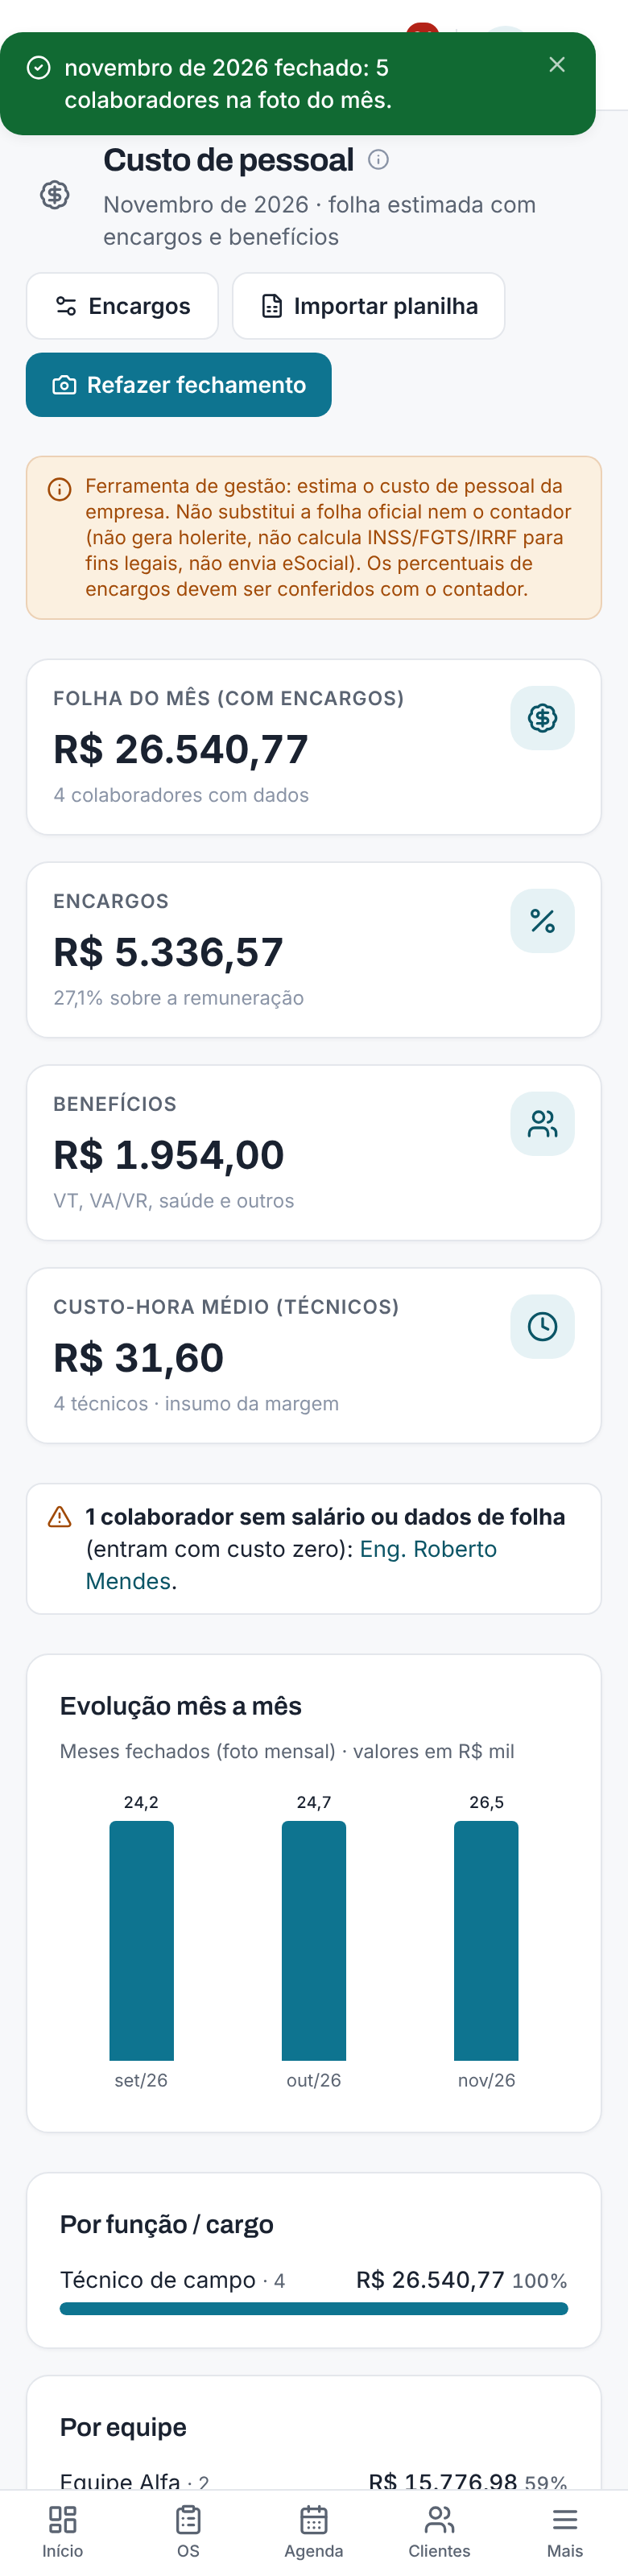 novembro de 2026 fechado: 5
colaboradores na foto do mês.
Custo de pessoal
Novembro de 2026 · folha estimada com
encargos e benefícios
Encargos
Importar planilha
Refazer fechamento
Ferramenta de gestão: estima o custo de pessoal da
empresa. Não substitui a folha oficial nem o contador
(não gera holerite, não calcula INSS/FGTS/IRRF para
fins legais, não envia eSocial). Os percentuais de
encargos devem ser conferidos com o contador.
FOLHA DO MÊS (COM ENCARGOS)
R$ 26.540,77
4 colaboradores com dados
ENCARGOS
R$ 5.336,57
27,1% sobre a remuneração
BENEFÍCIOS
R$ 1.954,00
VT, VA/VR, saúde e outros
CUSTO-HORA MÉDIO (TÉCNICOS)
R$ 31,60
4 técnicos · insumo da margem
1 colaborador sem salário ou dados de folha
(entram com custo zero): Eng. Roberto
Mendes.
Evolução mês a mês
Meses fechados (foto mensal) · valores em R$ mil
24,2 24,7 26,5
set/26 out/26 nov/26
Por função / cargo
Técnico de campo · 4 R$ 26.540,77 100%
Por equipe
Equipe Alfa · 2 R$ 15.776,98 59%
Início OS Agenda Clientes Mais